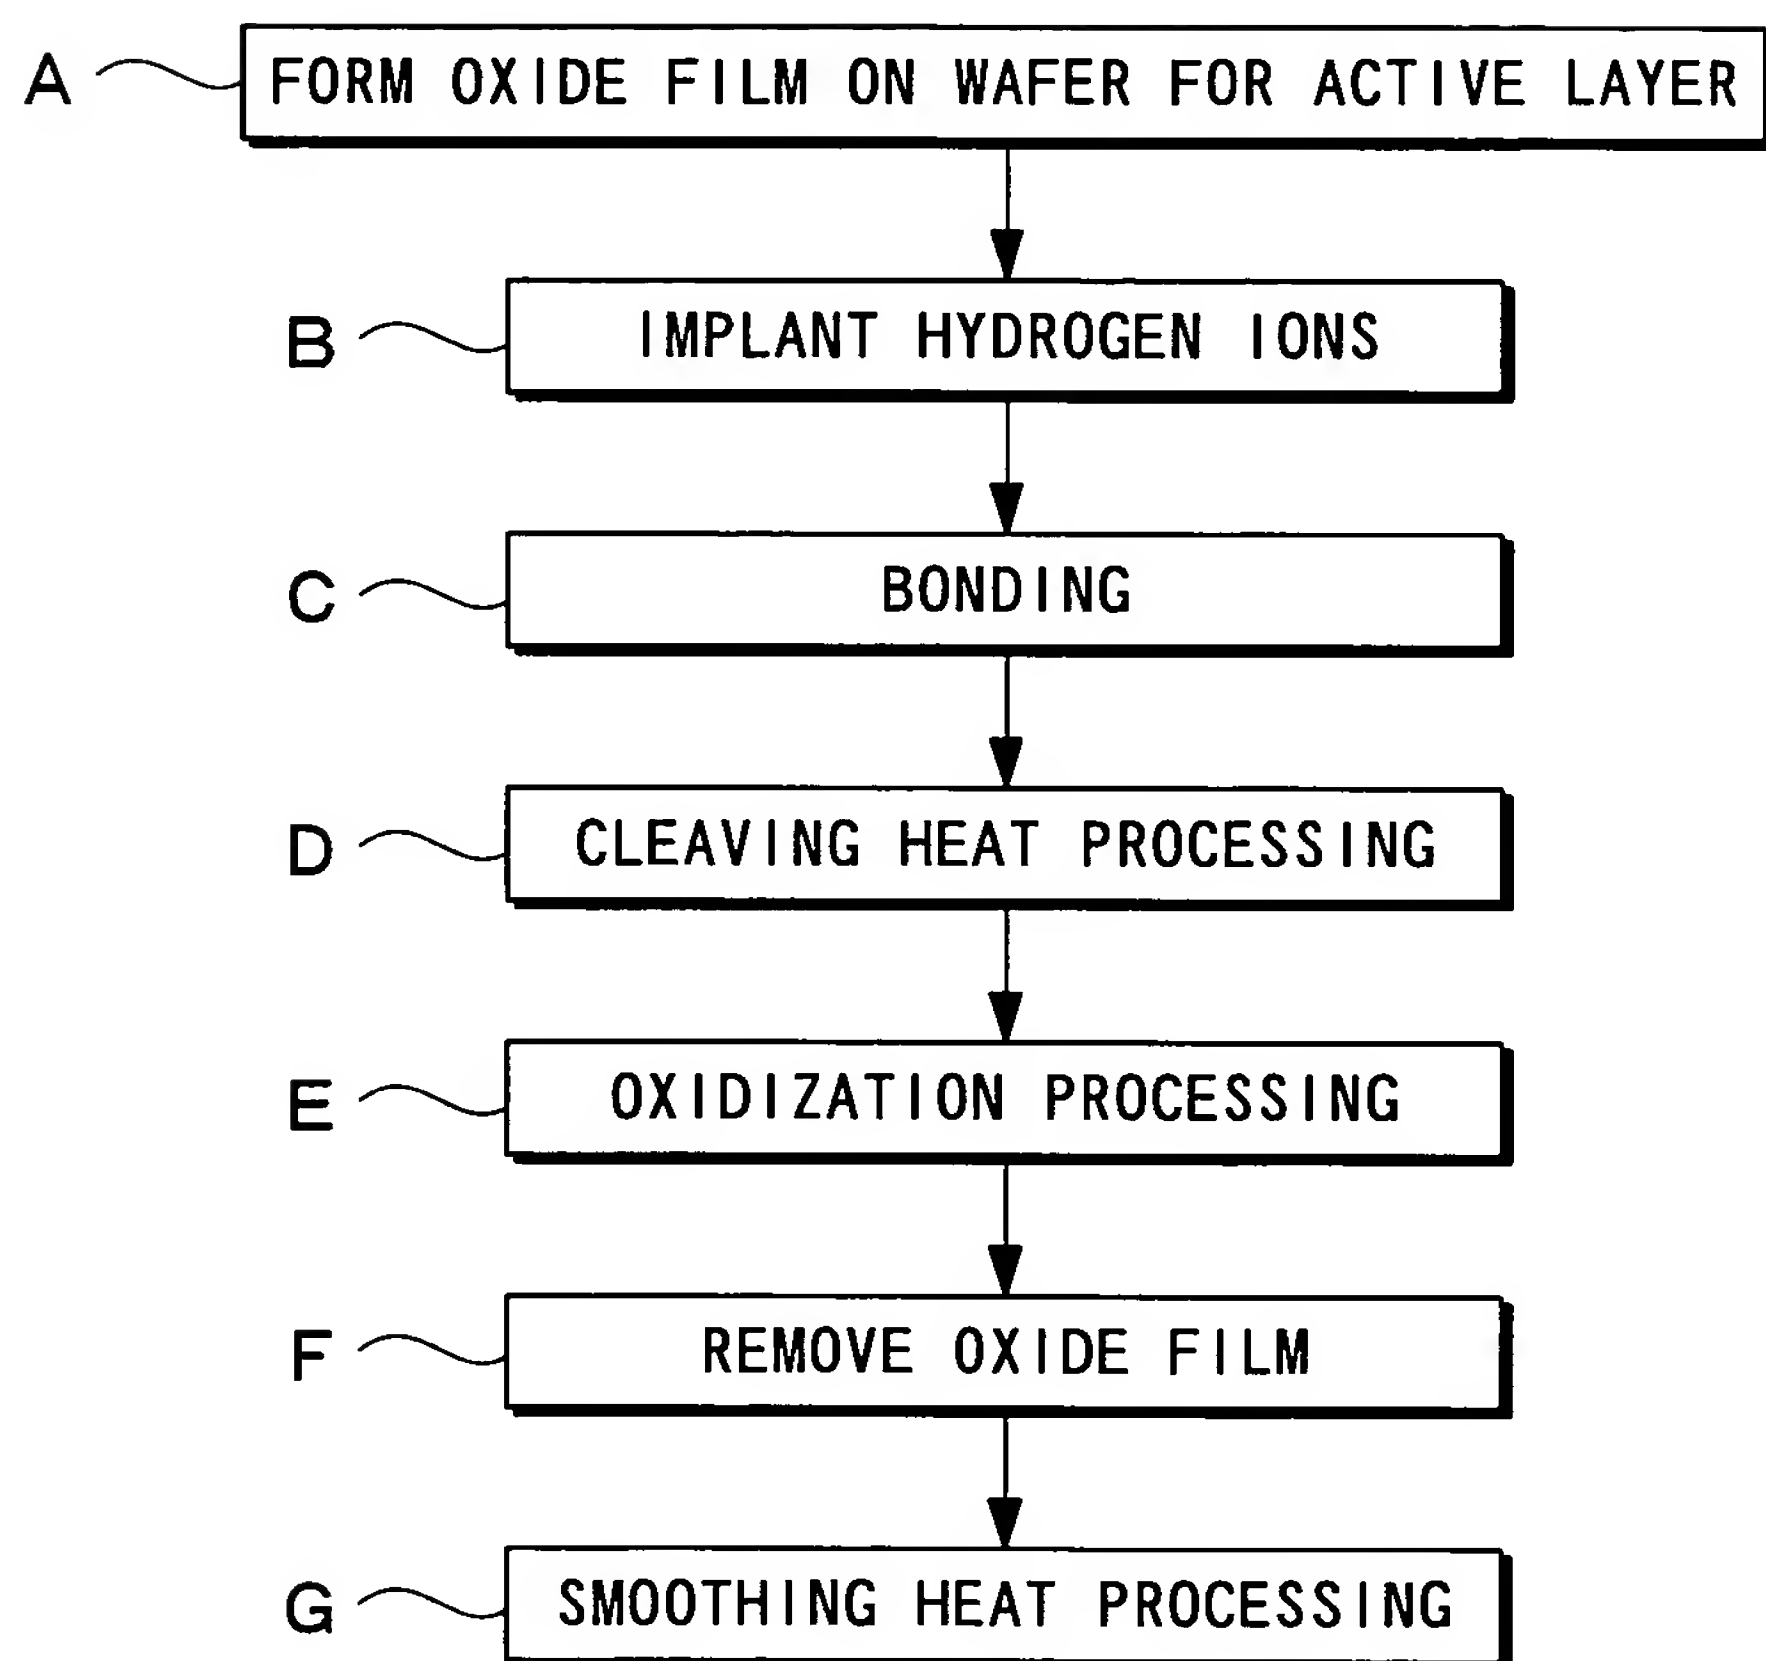 A FORM OXIDE FILM ON WAFER FOR ACTIVE LAYER
B IMPLANT HYDROGEN IONS
C BONDING
D CLEAVING HEAT PROCESSING
E OXIDIZATION PROCESSING
F REMOVE OXIDE FILM
G SMOOTHING HEAT PROCESSING